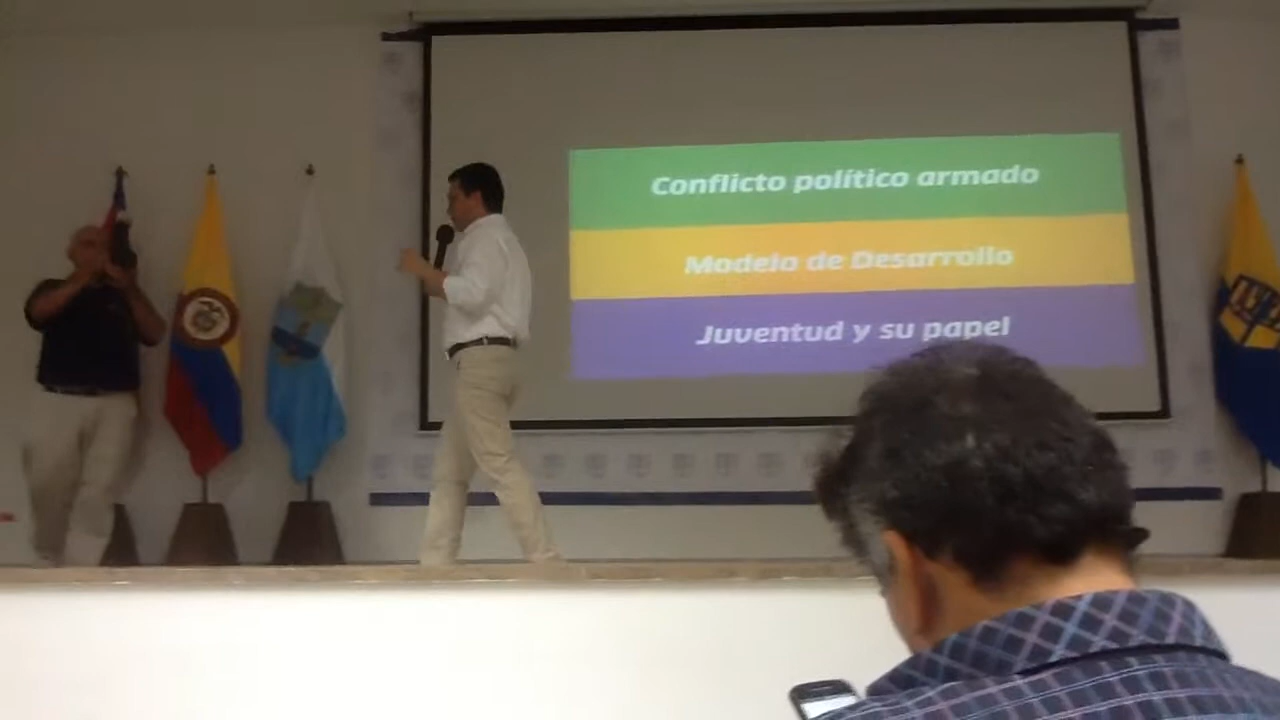 Conflicto político armado
Modelo de Desarrollo
Juventud y su papel